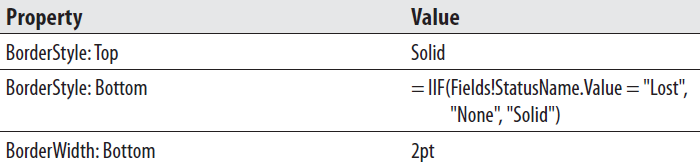 Property Value
BorderStyle: Top Solid
BorderStyle: Bottom = IIF(Fields!StatusName.Value = "Lost",
"None", "Solid")
BorderWidth: Bottom 2pt